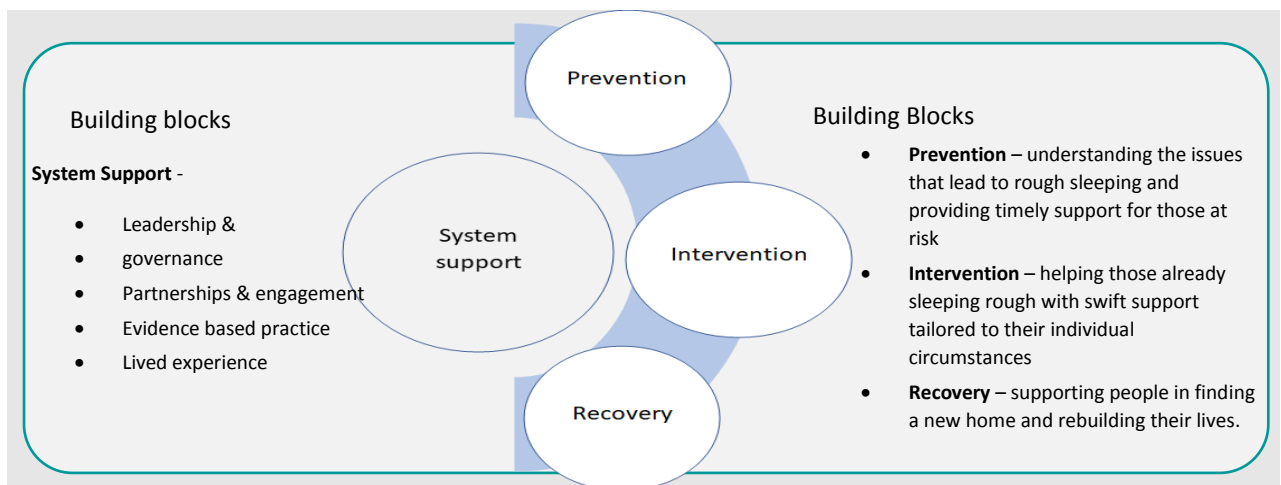 Building blocks
System Support -
• Leadership &
• governance
• Partnerships & engagement
• Evidence based practice
• Lived experience
Prevention
System
support
Intervention
Recovery
Building Blocks
• Prevention – understanding the issues
that lead to rough sleeping and
providing timely support for those at
risk
• Intervention – helping those already
sleeping rough with swift support
tailored to their individual
circumstances
• Recovery – supporting people in finding
a new home and rebuilding their lives.